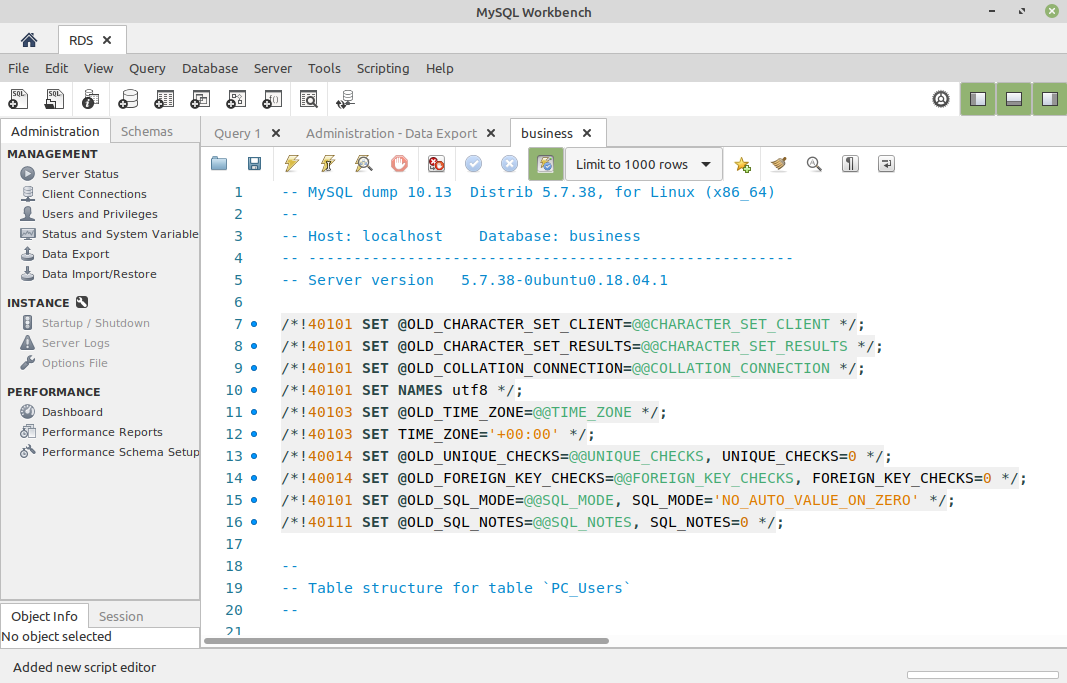 MySQL Workbench
RDS
File Edit View Query Database Server Tools Scripting Help
Administration Schemas
Query 1 Administration - Data Export business
MANAGEMENT
Server Status
Client Connections
Users and Privileges
Status and System Variable
Data Export
Data Import/Restore
INSTANCE
Startup / Shutdown
Server Logs
Options File
PERFORMANCE
Dashboard
Performance Reports
Performance Schema Setup
Object Info Session
No object selected
Limit to 1000 rows
1 -- MySQL dump 10.13  Distrib 5.7.38, for Linux (x86_64)
2 --
3 -- Host: localhost    Database: business
4 -- ------------------------------------------------------
5 -- Server version   5.7.38-0ubuntu0.18.04.1
6
7 /*!40101 SET @OLD_CHARACTER_SET_CLIENT=@@CHARACTER_SET_CLIENT */;
8 /*!40101 SET @OLD_CHARACTER_SET_RESULTS=@@CHARACTER_SET_RESULTS */;
9 /*!40101 SET @OLD_COLLATION_CONNECTION=@@COLLATION_CONNECTION */;
10 /*!40101 SET NAMES utf8 */;
11 /*!40103 SET @OLD_TIME_ZONE=@@TIME_ZONE */;
12 /*!40103 SET TIME_ZONE='+00:00' */;
13 /*!40014 SET @OLD_UNIQUE_CHECKS=@@UNIQUE_CHECKS, UNIQUE_CHECKS=0 */;
14 /*!40014 SET @OLD_FOREIGN_KEY_CHECKS=@@FOREIGN_KEY_CHECKS, FOREIGN_KEY_CHECKS=0 */;
15 /*!40101 SET @OLD_SQL_MODE=@@SQL_MODE, SQL_MODE='NO_AUTO_VALUE_ON_ZERO' */;
16 /*!40111 SET @OLD_SQL_NOTES=@@SQL_NOTES, SQL_NOTES=0 */;
17
18 --
19 -- Table structure for table `PC_Users`
20 --
21
Added new script editor